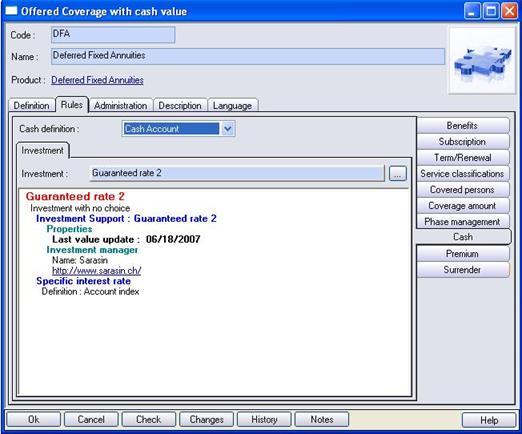 Offered Coverage with cash value
Code : DFA
Name : Deferred Fixed Annuities
Product : Deferred Fixed Annuities
Definition Rules Administration Description Language
Cash definition : Cash Account
Investment
Investment : Guaranteed rate 2 ...
Guaranteed rate 2
Investment with no choice
Investment Support : Guaranteed rate 2
Properties
Last value update : 06/18/2007
Investment manager
Name: Sarasin
http://www.sarasin.ch/
Specific interest rate
Definition : Account index
Benefits
Subscription
Term/Renewal
Service classifications
Covered persons
Coverage amount
Phase management
Cash
Premium
Surrender
Ok Cancel Check Changes History Notes Help